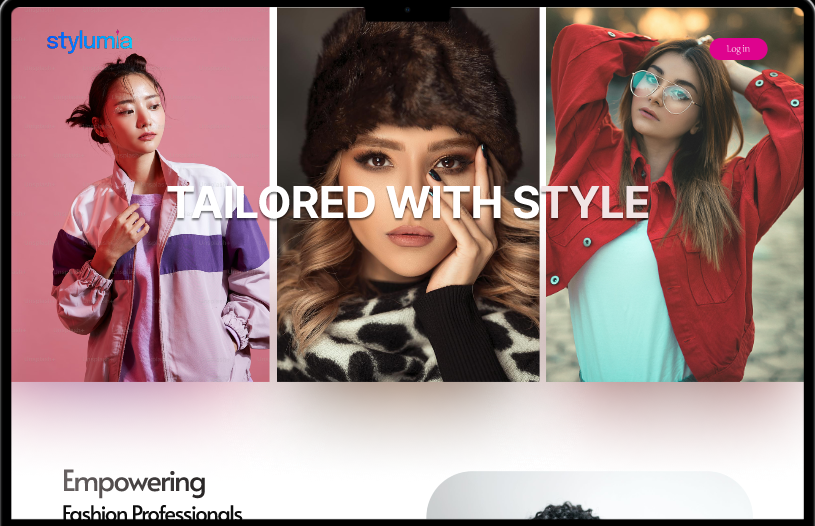 stylumia
Log in
TAILORED WITH STYLE
Empowering
Fashion Professionals